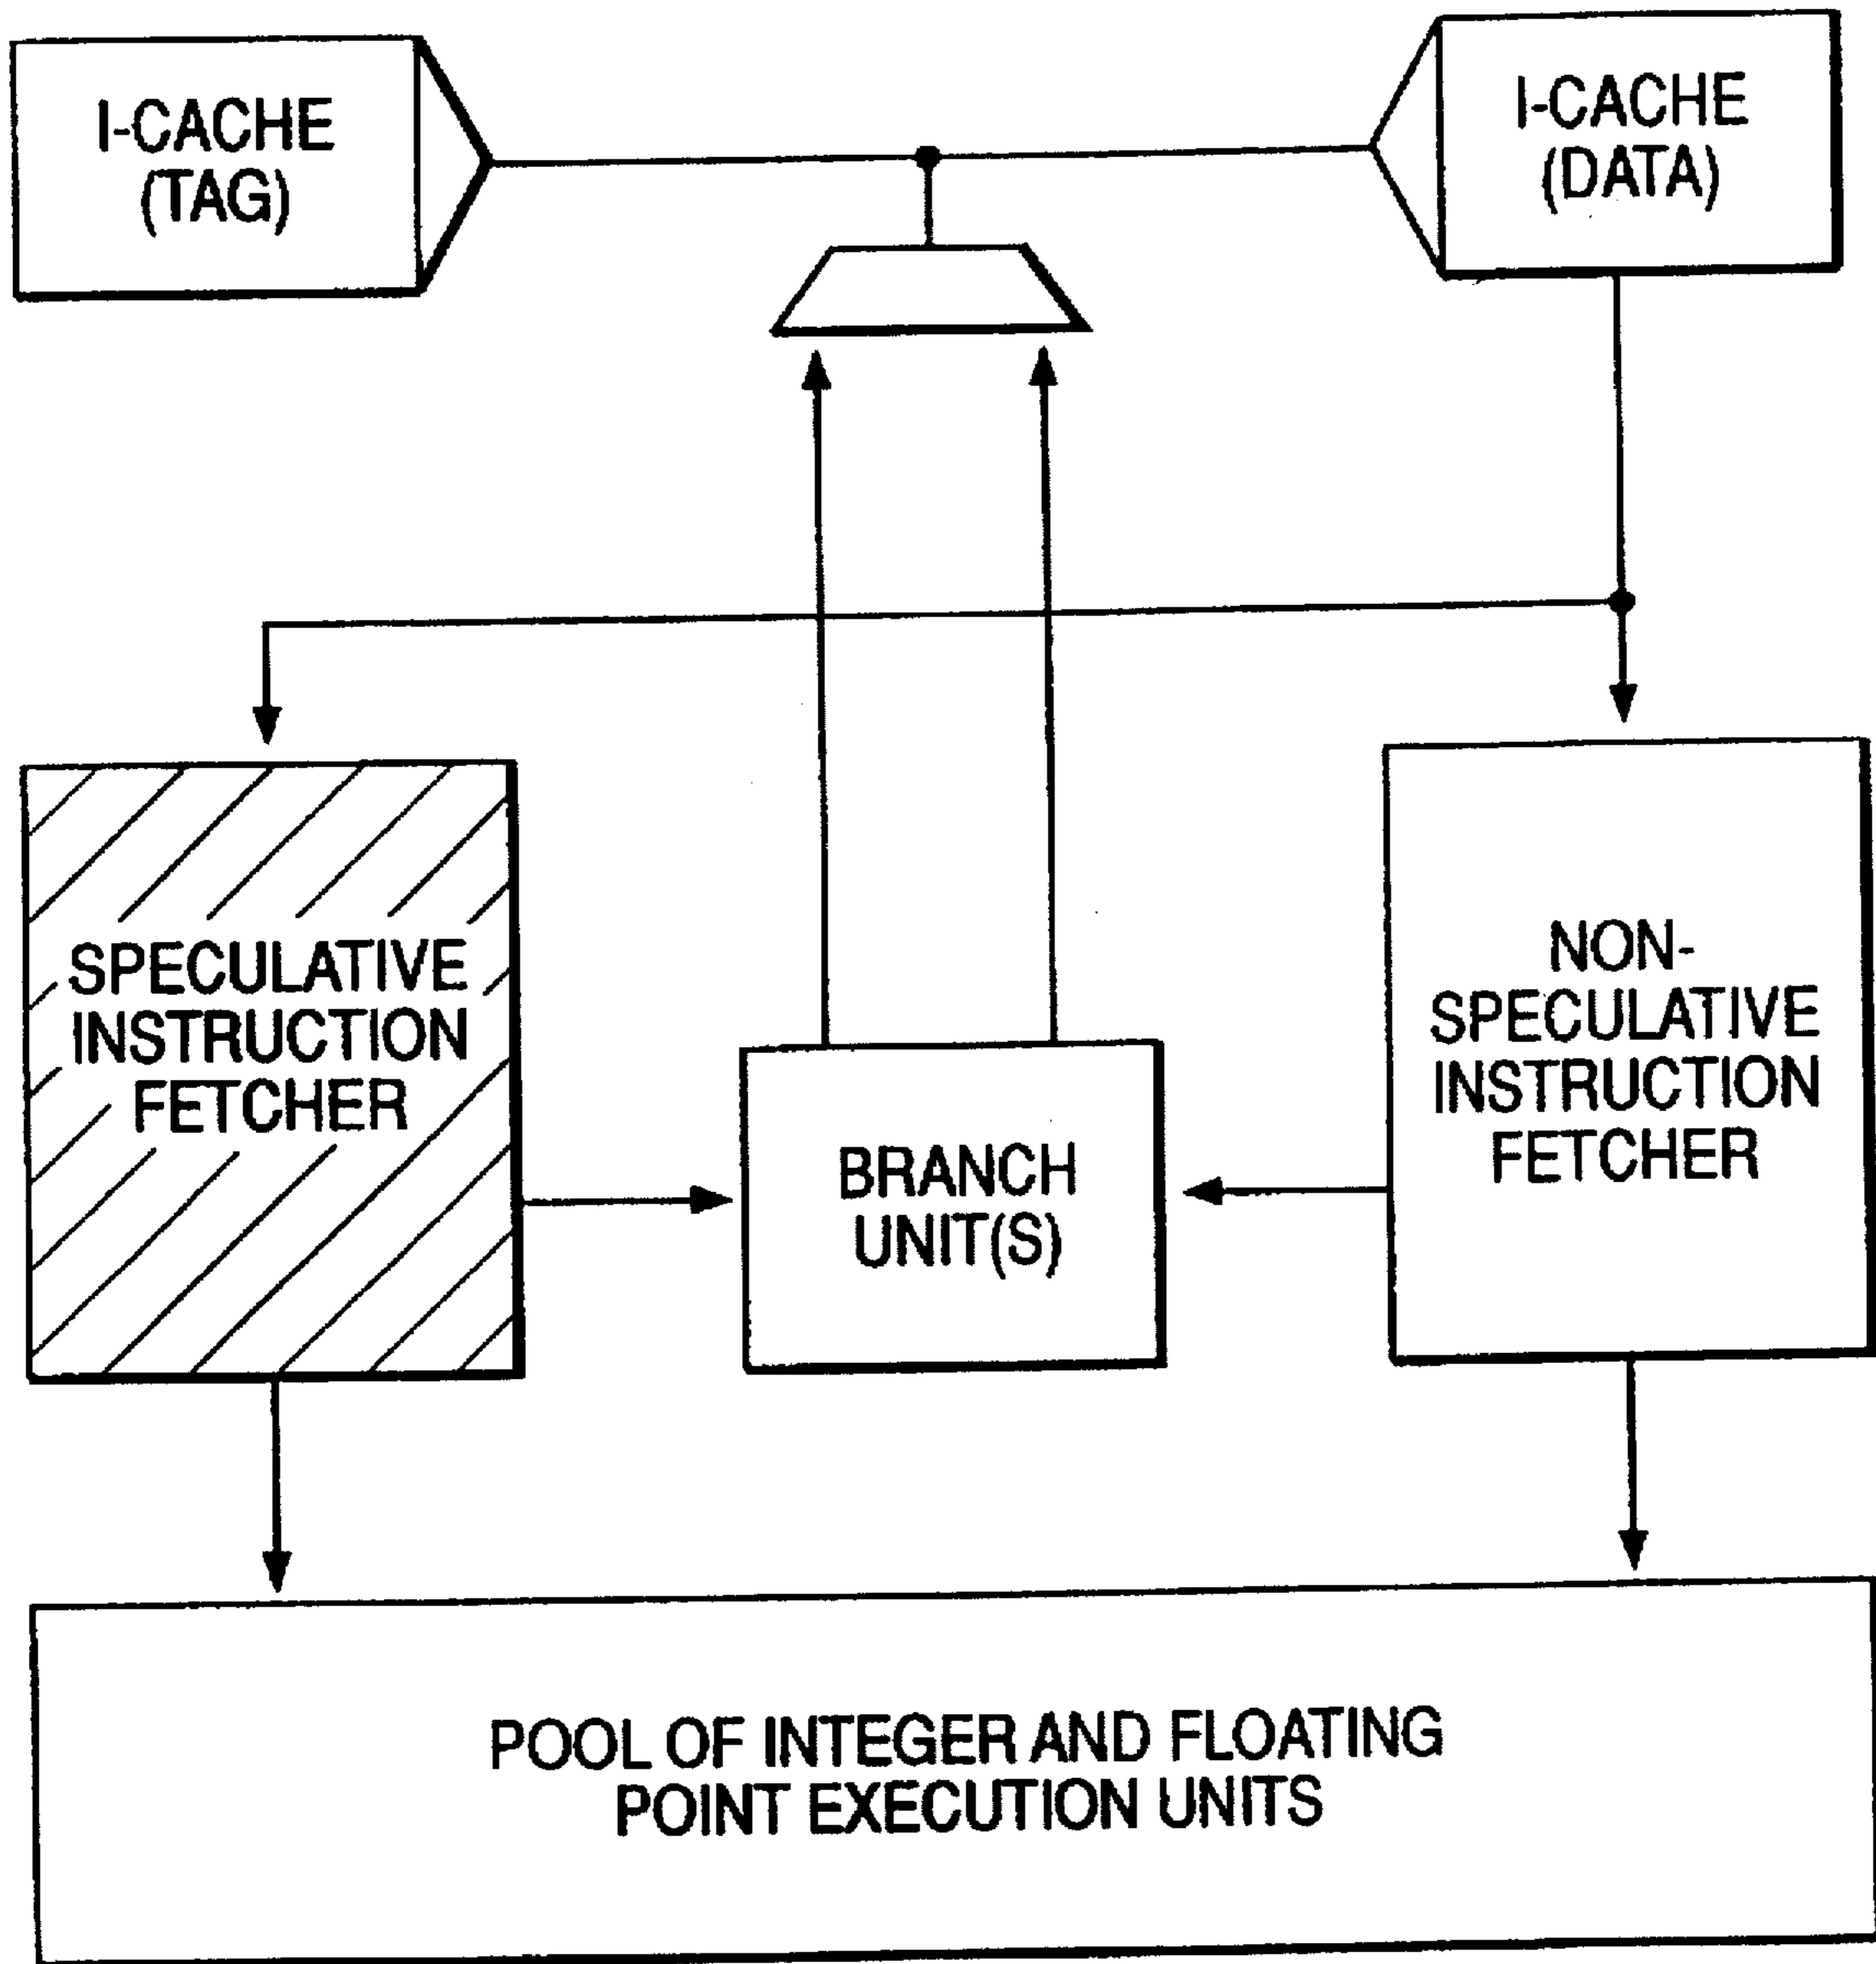 I-CACHE
(TAG)
I-CACHE
(DATA)
SPECULATIVE
INSTRUCTION
FETCHER
BRANCH
UNIT(S)
NON-
SPECULATIVE
INSTRUCTION
FETCHER
POOL OF INTEGER AND FLOATING
POINT EXECUTION UNITS